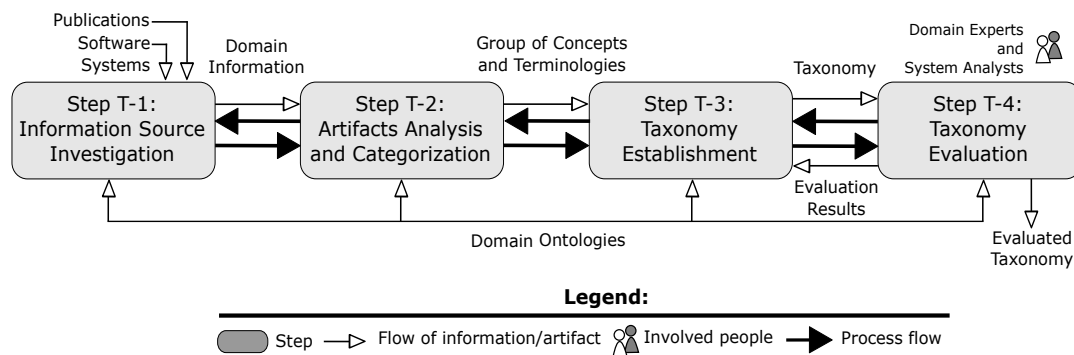 Publications
Software
Systems
Domain
Information
Group of Concepts
and Terminologies
Taxonomy
Domain Experts
and
System Analysts
Step T-1:
Information Source
Investigation
Step T-2:
Artifacts Analysis
and Categorization
Step T-3:
Taxonomy
Establishment
Step T-4:
Taxonomy
Evaluation
Evaluation
Results
Domain Ontologies
Evaluated
Taxonomy
Legend:
Step
Flow of information/artifact
Involved people
Process flow